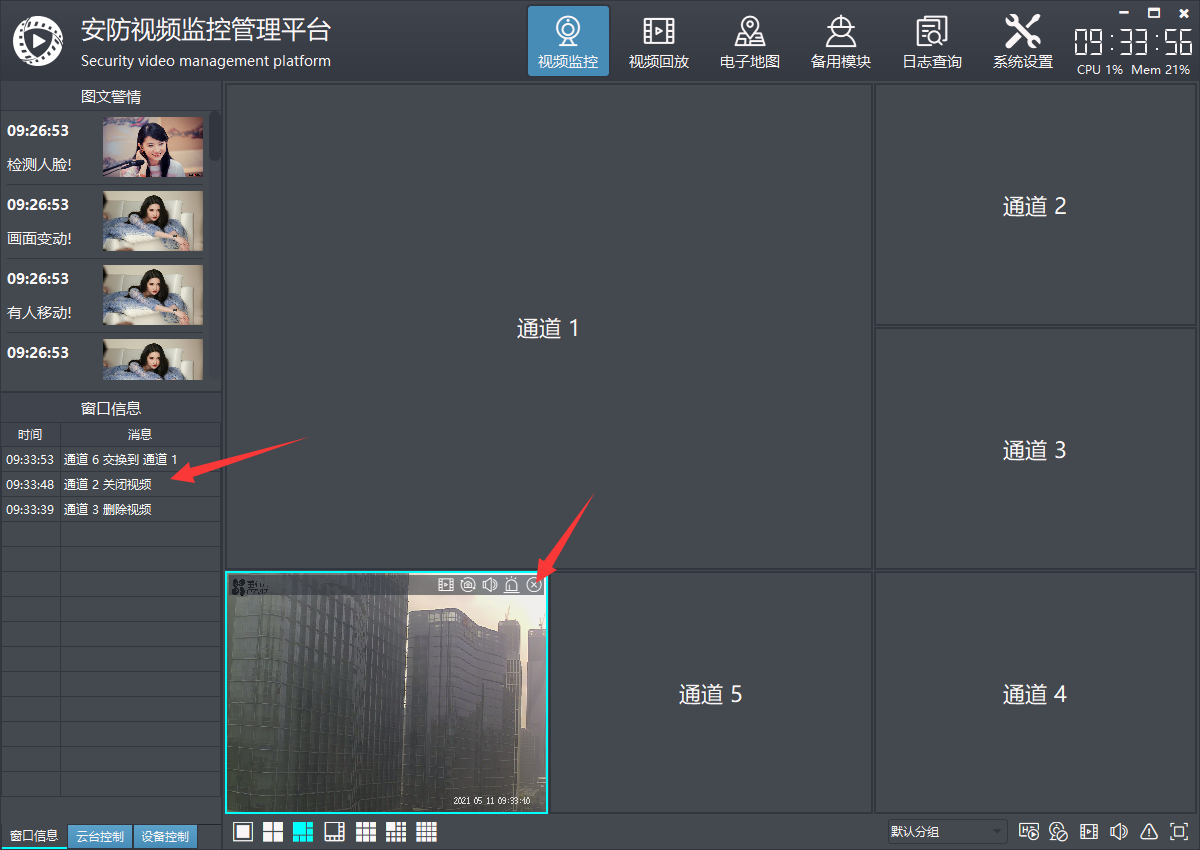 安防视频监控管理平台
Security video management platform
视频监控
视频回放
电子地图
备用模块
日志查询
系统设置
09:33:56
CPU 1% Mem 21%
图文警情
09:26:53
检测人脸!
09:26:53
画面变动!
09:26:53
有人移动!
09:26:53
窗口信息
时间 消息
09:33:53 通道 6 交换到 通道 1
09:33:48 通道 2 关闭视频
09:33:39 通道 3 删除视频
窗口信息
云台控制
设备控制
通道 1
通道 2
通道 3
2021 05 11 09:33:40
通道 5
通道 4
默认分组